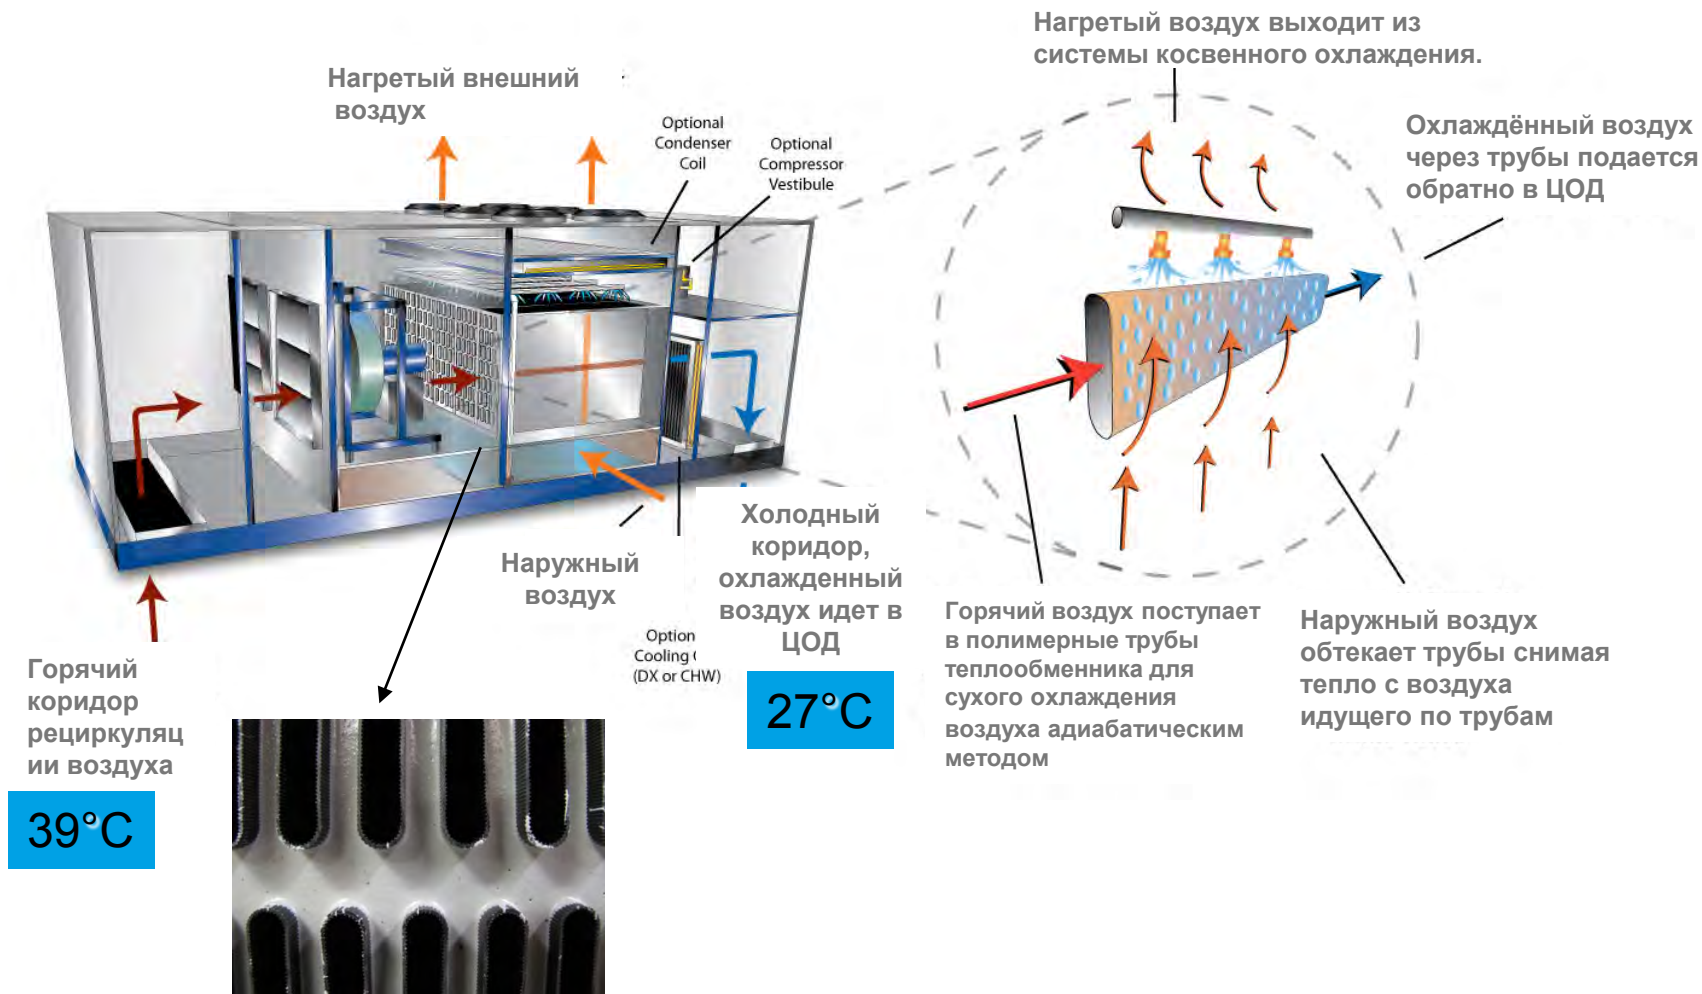 Нагретый внешний
воздух
Optional
Condenser
Coil
Optional
Compressor
Vestibule
Нагретый воздух выходит из
системы косвенного охлаждения.
Охлаждённый воздух
через трубы подается
обратно в ЦОД
Наружный
воздух
Холодный
коридор,
охлажденный
воздух идет в
ЦОД
27°C
Option
Cooling
(DX or CHW)
Горячий
коридор
рециркуляц
ии воздуха
39°C
Горячий воздух поступает
в полимерные трубы
теплообменника для
сухого охлаждения
воздуха адиабатическим
методом
Наружный воздух
обтекает трубы снимая
тепло с воздуха
идущего по трубам